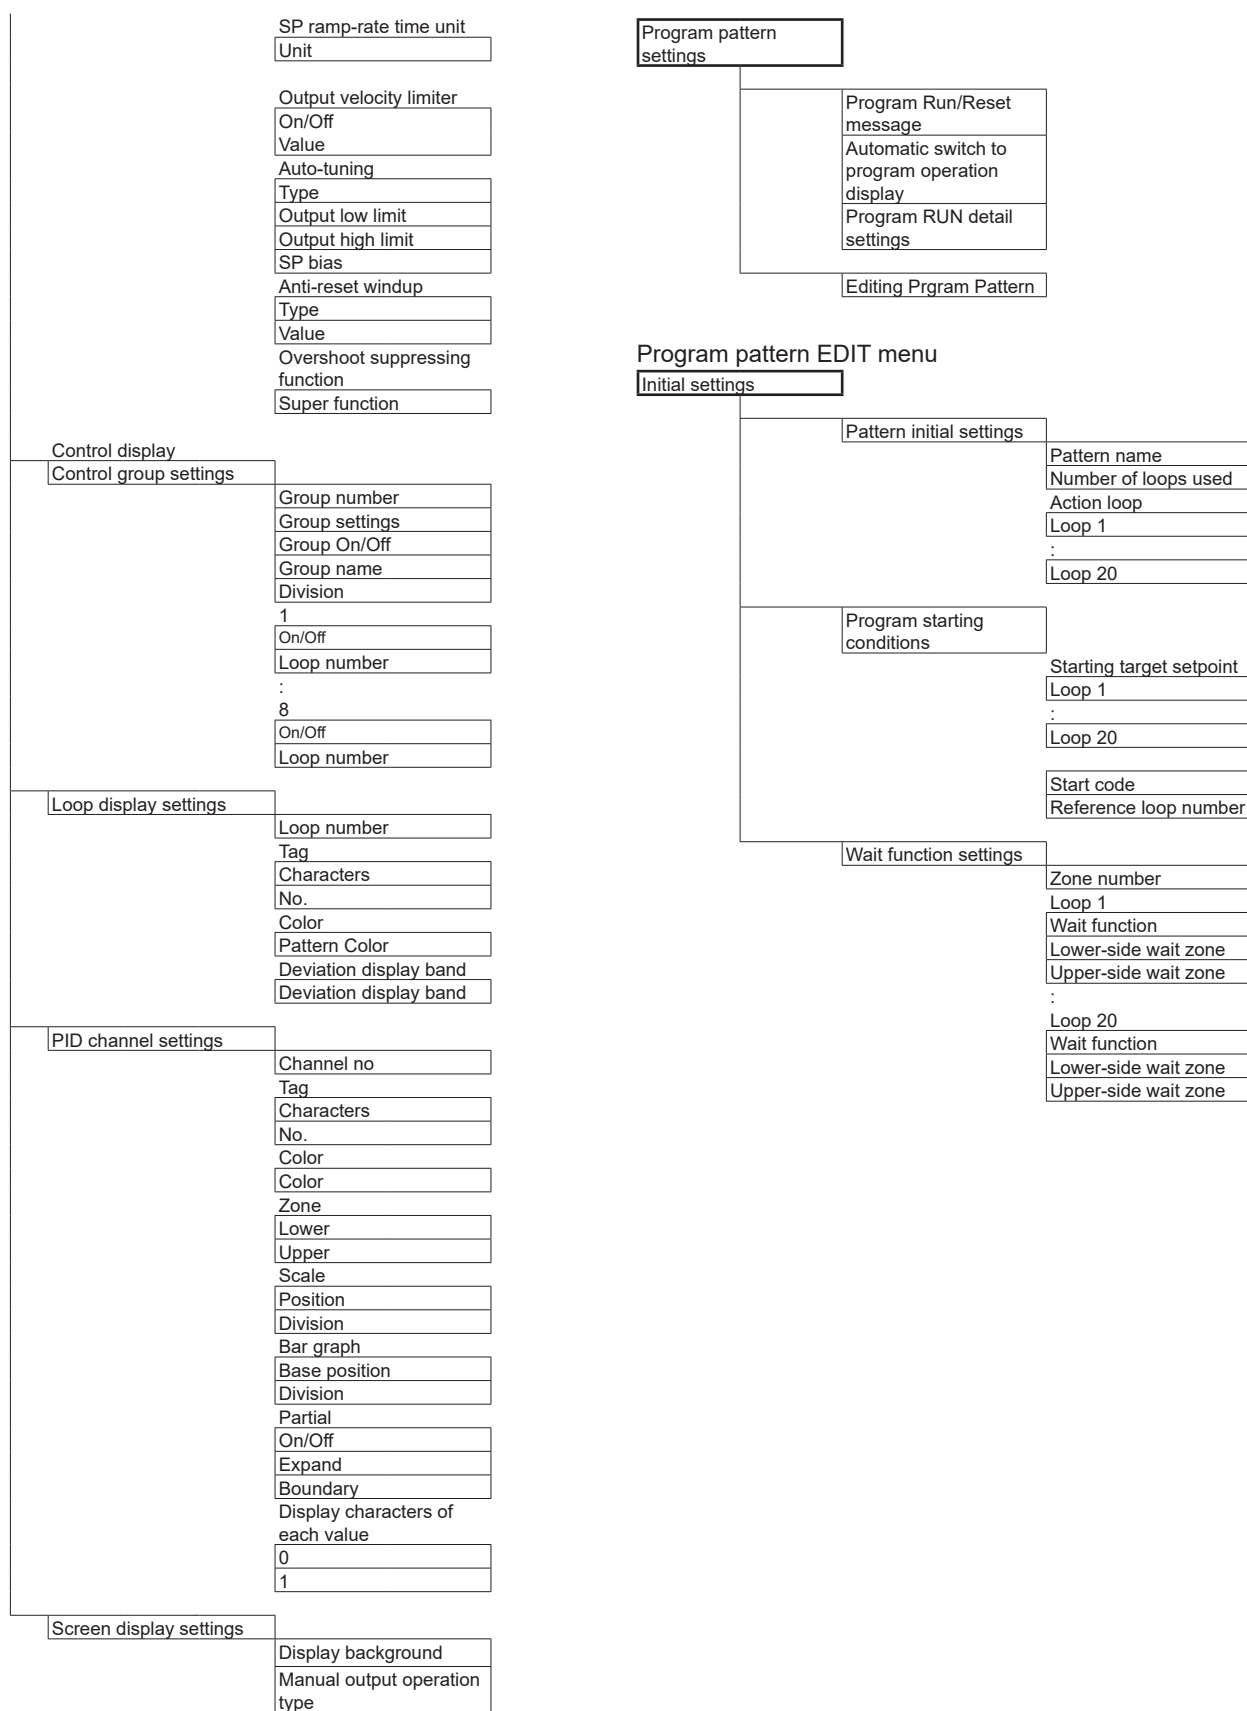 SP ramp-rate time unit
Unit
Output velocity limiter
On/Off
Value
Auto-tuning
Type
Output low limit
Output high limit
SP bias
Anti-reset windup
Type
Value
Overshoot suppressing
function
Super function
Control display
Control group settings
Group number
Group settings
Group On/Off
Group name
Division
1
On/Off
Loop number
:
8
On/Off
Loop number
Loop display settings
Loop number
Tag
Characters
No.
Color
Pattern Color
Deviation display band
Deviation display band
PID channel settings
Channel no
Tag
Characters
No.
Color
Color
Zone
Lower
Upper
Scale
Position
Division
Bar graph
Base position
Division
Partial
On/Off
Expand
Boundary
Display characters of
each value
0
1
Screen display settings
Display background
Manual output operation
type
Program pattern
settings
Program Run/Reset
message
Automatic switch to
program operation
display
Program RUN detail
settings
Editing Prgram Pattern
Program pattern EDIT menu
Initial settings
Pattern initial settings
Pattern name
Number of loops used
Action loop
Loop 1
:
Loop 20
Program starting
conditions
Starting target setpoint
Loop 1
:
Loop 20
Start code
Reference loop number
Wait function settings
Zone number
Loop 1
Wait function
Lower-side wait zone
Upper-side wait zone
:
Loop 20
Wait function
Lower-side wait zone
Upper-side wait zone